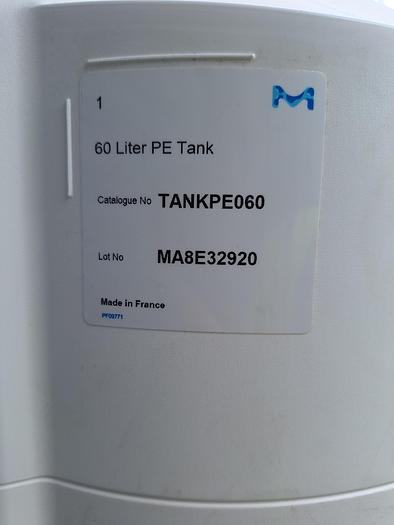 1
60 Liter PE Tank
Catalogue No TANKPE060
Lot No MA8E32920
Made in France
PF09771